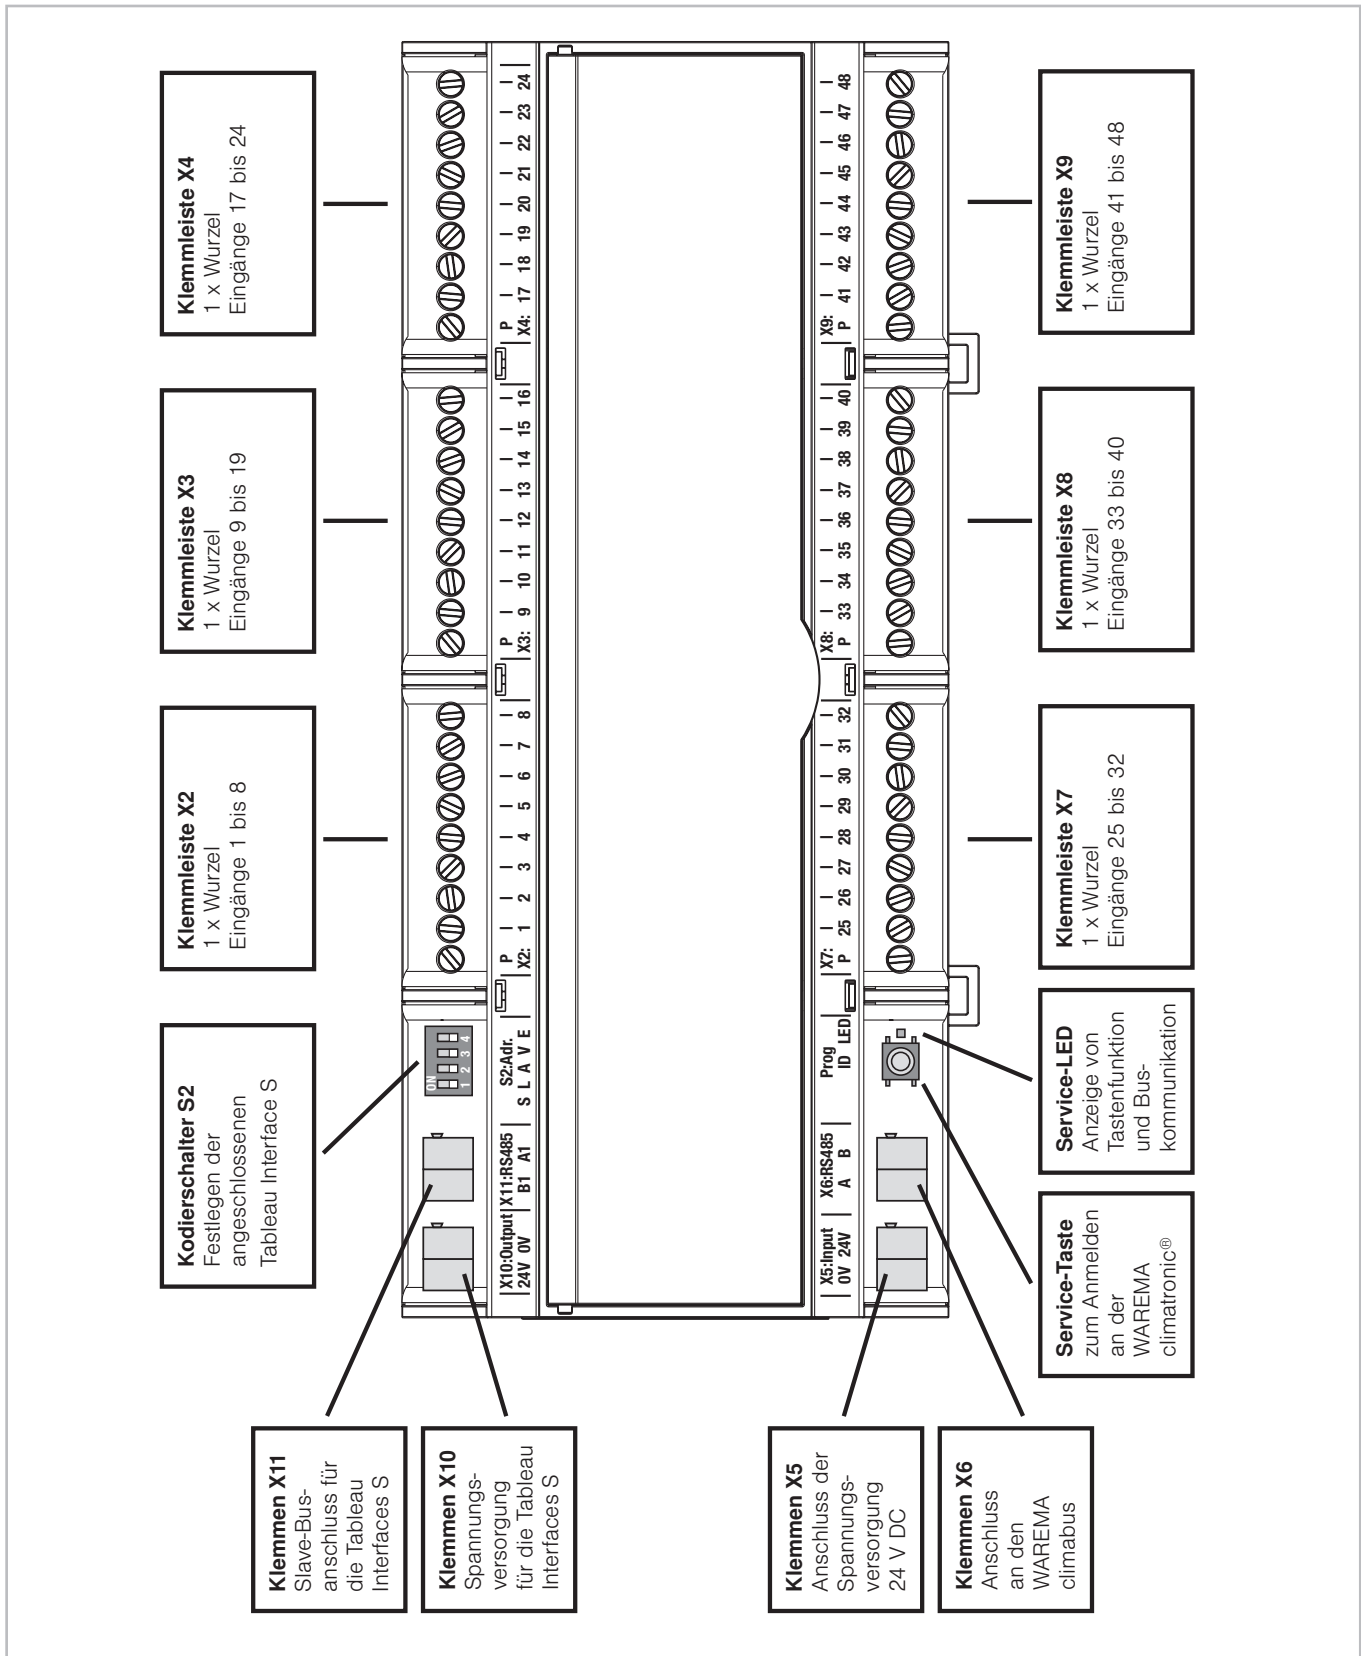 Klemmen X11
Slave-Bus-
anschluss für
die Tableau
Interfaces S
Klemmen X10
Spannungs-
versorgung
für die Tableau
Interfaces S
Kodierschalter S2
Festlegen der
angeschlossenen
Tableau Interface S
Klemmleiste X2
1 x Wurzel
Eingänge 1 bis 8
Klemmleiste X3
1 x Wurzel
Eingänge 9 bis 19
Klemmleiste X4
1 x Wurzel
Eingänge 17 bis 24
ON
1 2 3 4
X10:Output X11:RS485 S2:Adr. P P P
24V 0V B1 A1 S L A V E X2: 1 2 3 4 5 6 7 8 X3: 9 10 11 12 13 14 15 16 X4: 17 18 19 20 21 22 23 24
X5:Input X6:RS485 Prog X7: X8: X9:
0V 24V A B ID LED P 25 26 27 28 29 30 31 32 P 33 34 35 36 37 38 39 40 P 41 42 43 44 45 46 47 48
Klemmen X5
Anschluss der
Spannungs-
versorgung
24 V DC
Klemmen X6
Anschluss
an den
WAREMA
climabus
Service-Taste
zum Anmelden
an der
WAREMA
climatronic®
Service-LED
Anzeige von
Tastenfunktion
und Bus-
kommunikation
Klemmleiste X7
1 x Wurzel
Eingänge 25 bis 32
Klemmleiste X8
1 x Wurzel
Eingänge 33 bis 40
Klemmleiste X9
1 x Wurzel
Eingänge 41 bis 48